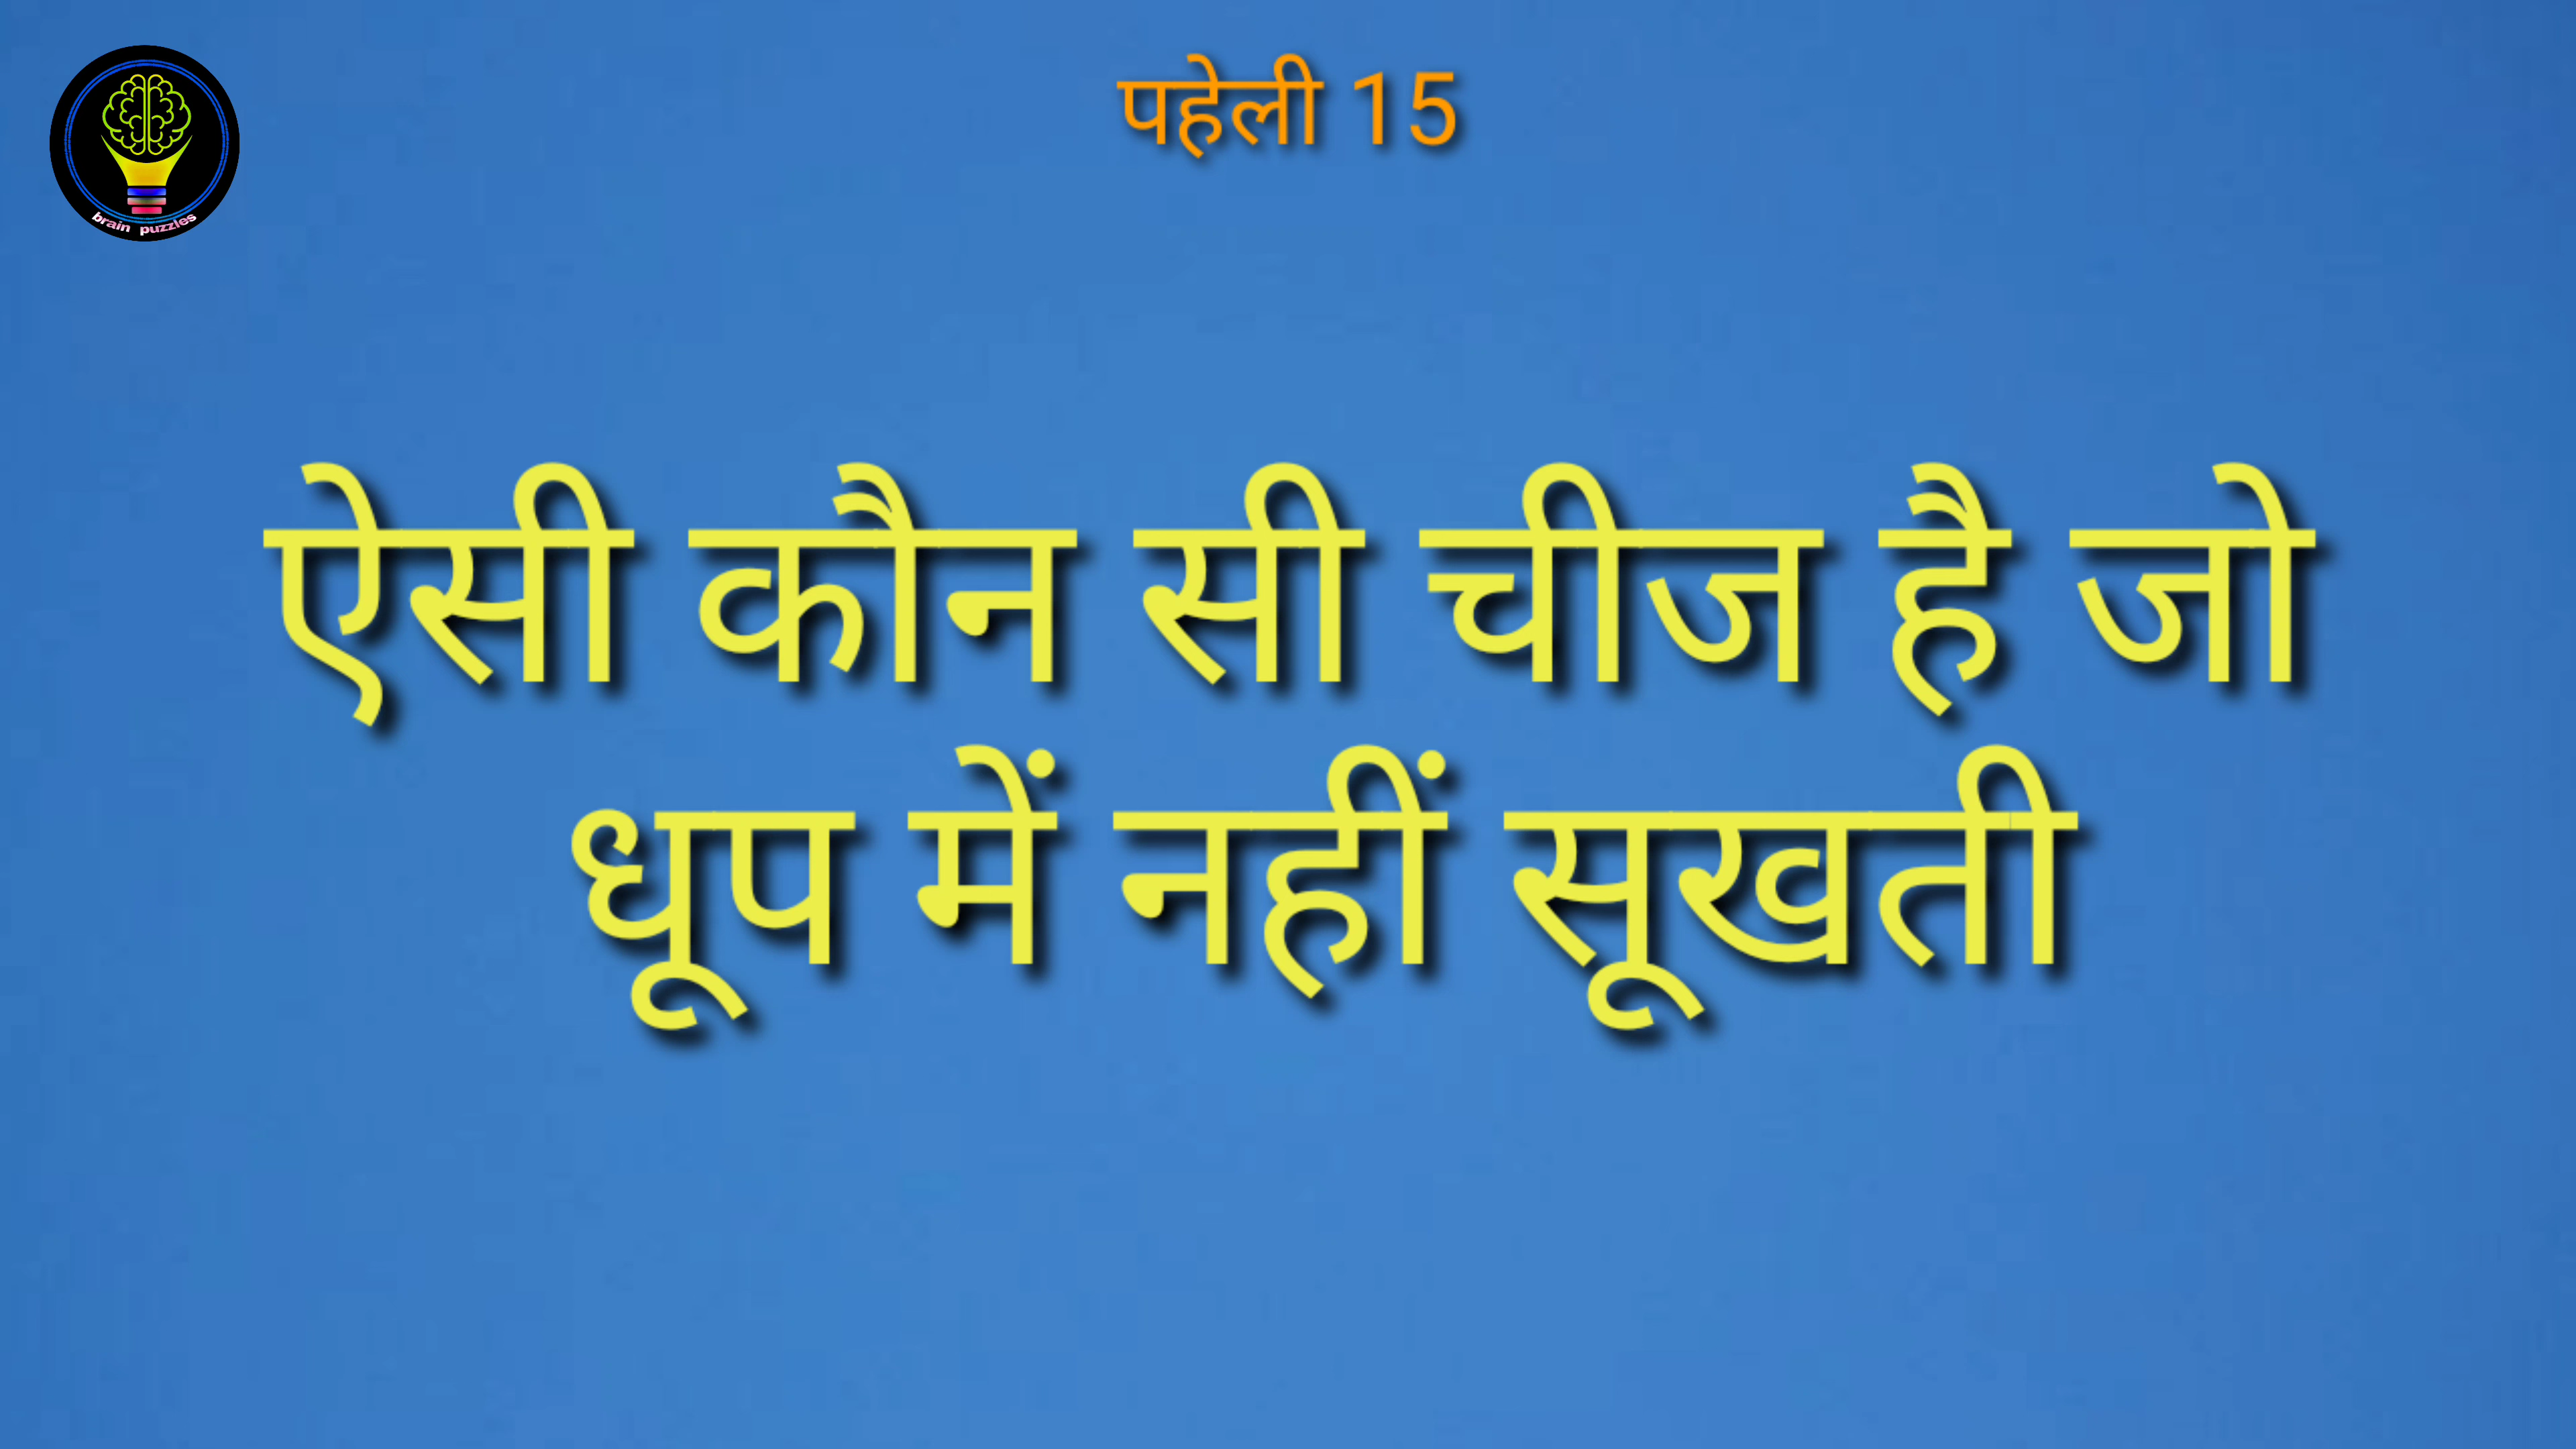 brain puzzles
पहेली 15
ऐसी कौन सी चीज है जो
धूप में नहीं सूखती